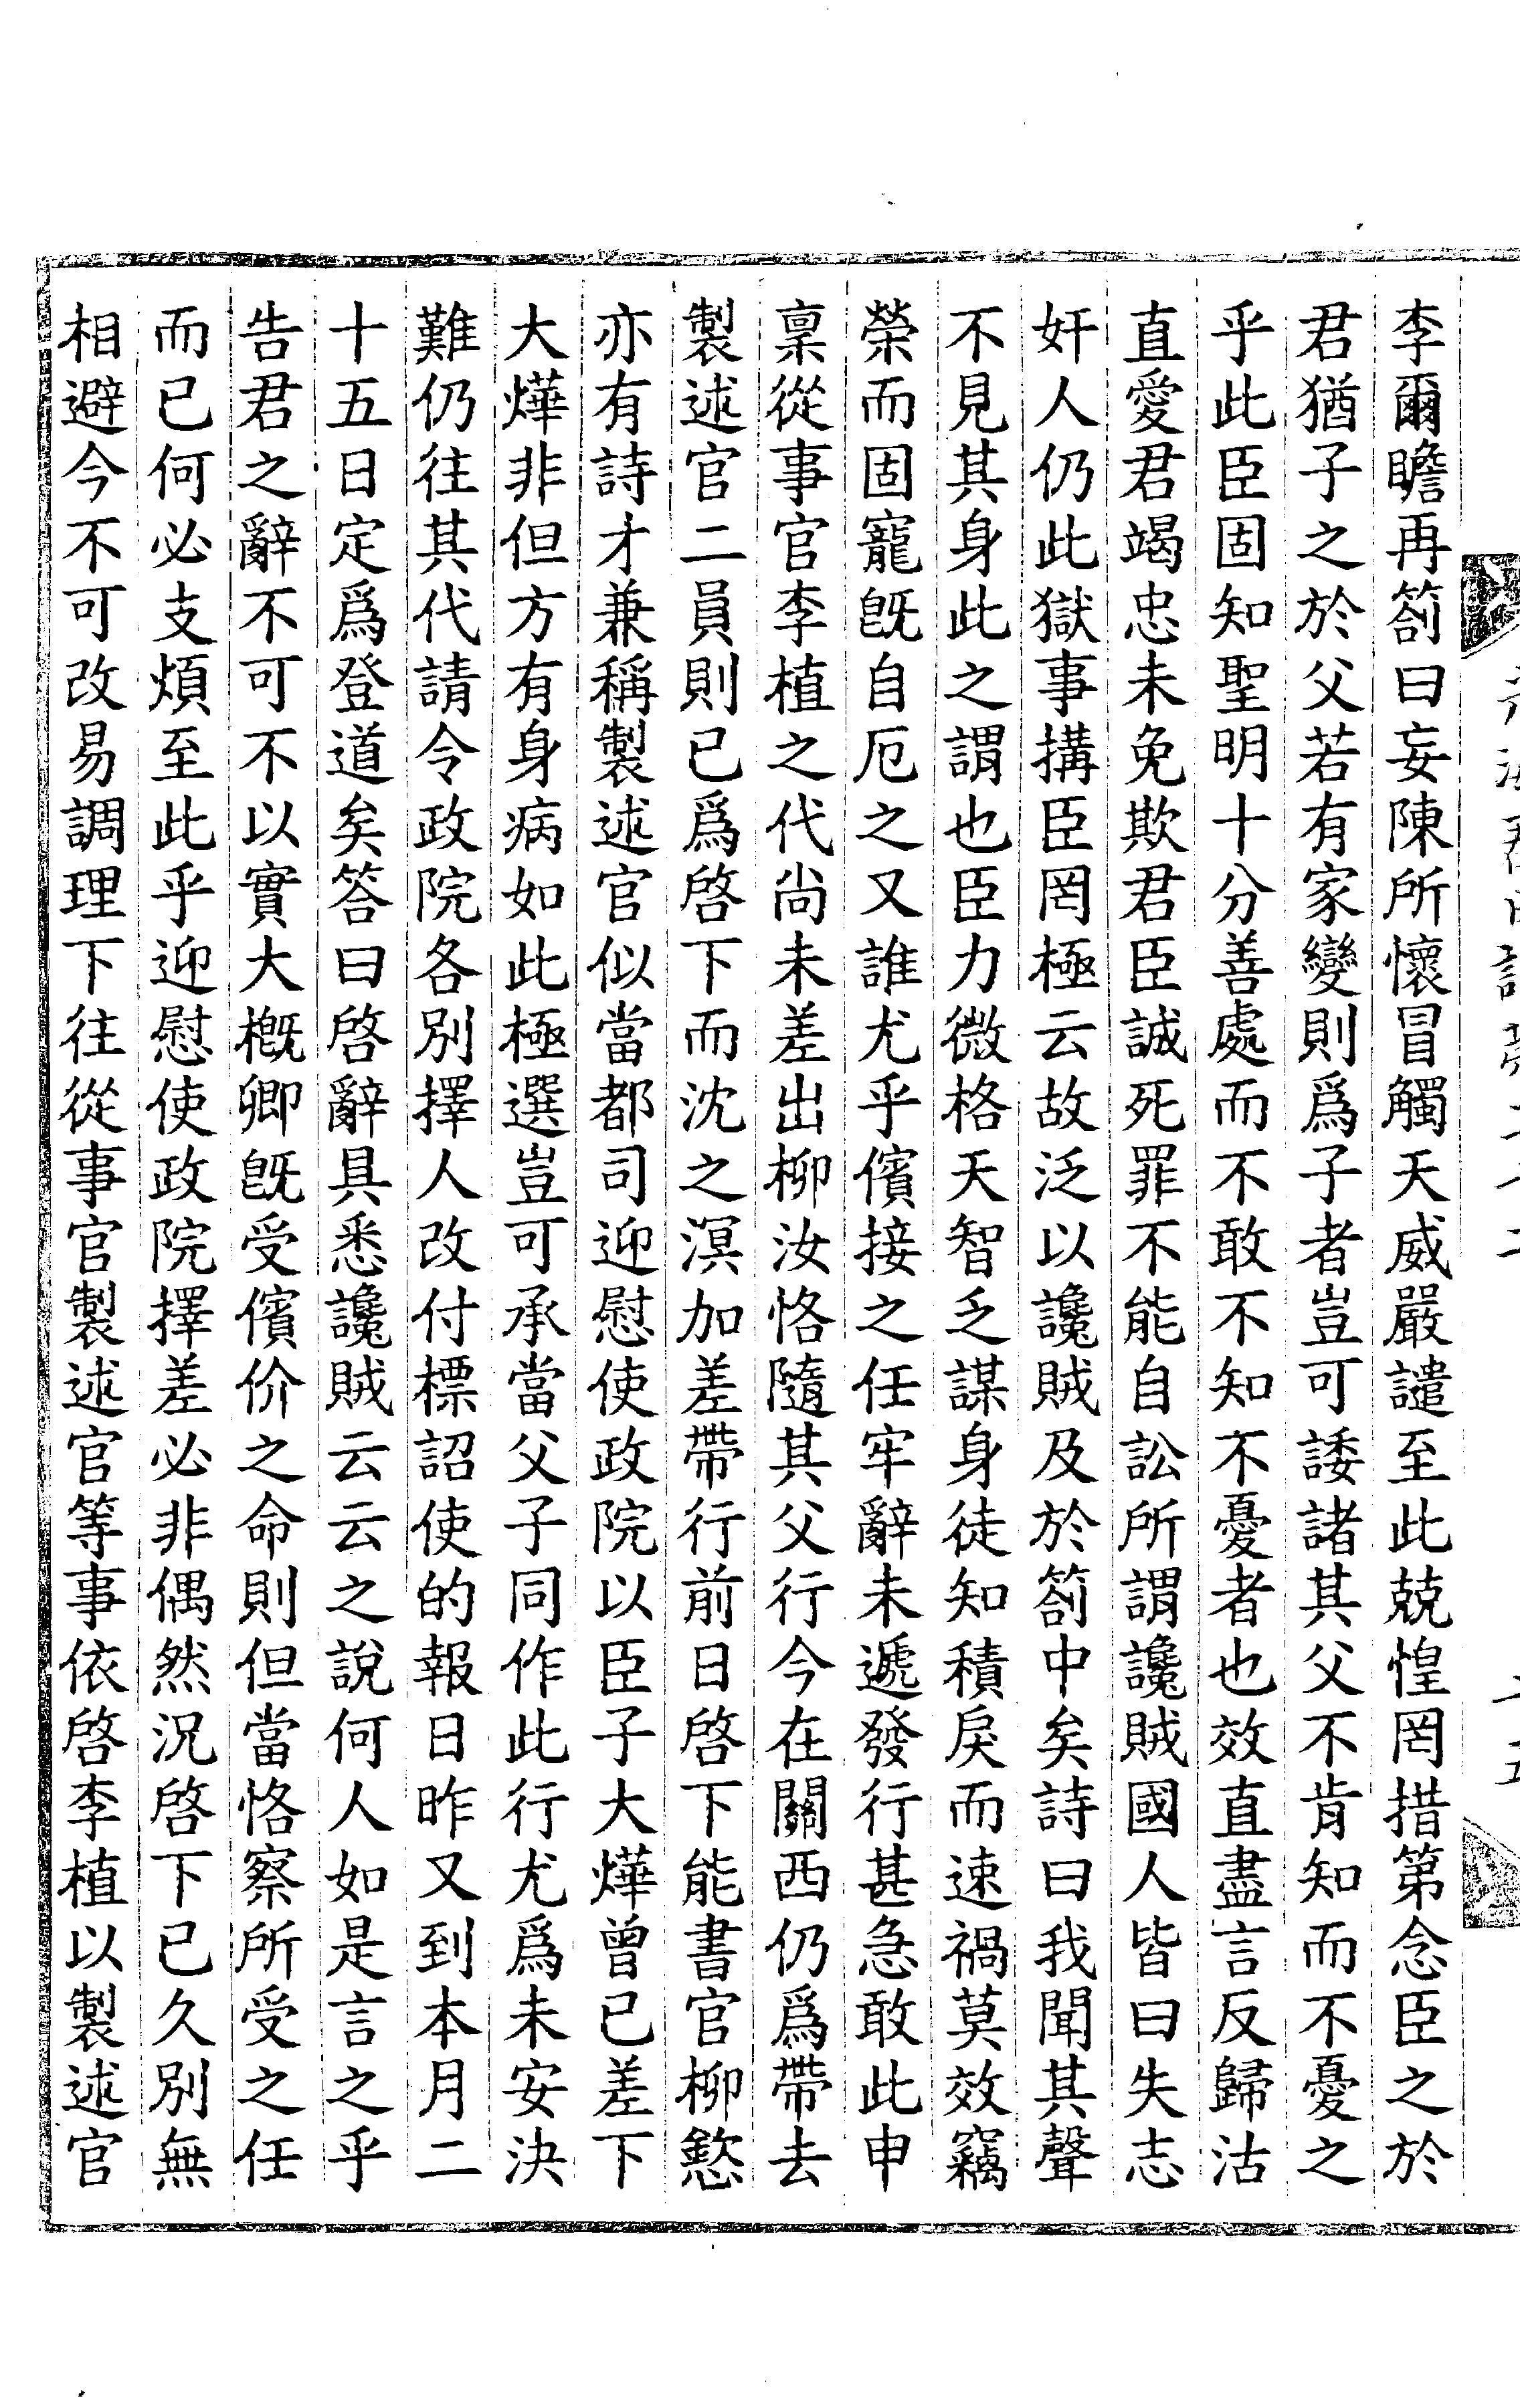 李爾瞻再箚曰妄陳所懷冒觸天威嚴譴至此兢惶罔措第念臣之於
君猶子之於父若有家變則爲子者豈可諉諸其父不肯知而不憂之
乎此臣固知聖明十分善處而不敢不知不憂者也效直盡言反歸沽
直愛君竭忠未免欺君臣誠死罪不能自訟所謂讒賊國人皆曰失志
奸人仍此獄事搆臣罔極云故泛以讒賊及於箚中矣詩曰我聞其聲
不見其身此之謂也臣力微格天智乏謀身徒知積戾而速禍莫效竊
榮而固寵旣自厄之又誰尤乎儐接之任牢辭未遞發行甚急敢此申
稟從事官李植之代尙未差出柳汝恪隨其父行今在關西仍爲帶去
製述官二員則已爲啓下而沈之溟加差帶行前日啓下能書官柳懲
亦有詩才兼稱製述官似當都司迎慰使政院以臣子大燁曾已差下
大燁非但方有身病如此極選豈可承當父子同作此行尤爲未安決
難仍往其代請令政院各別擇人改付標詔使的報日昨又到本月二
十五日定爲登道矣答曰啓辭具悉讒賊云云之說何人如是言之乎
告君之辭不可不以實大槪卿旣受儐价之命則但當恪察所受之任
而已何必支煩至此乎迎慰使政院擇差必非偶然況啓下已久別無
相避今不可改易調理下往從事官製述官等事依啓李植以製述官